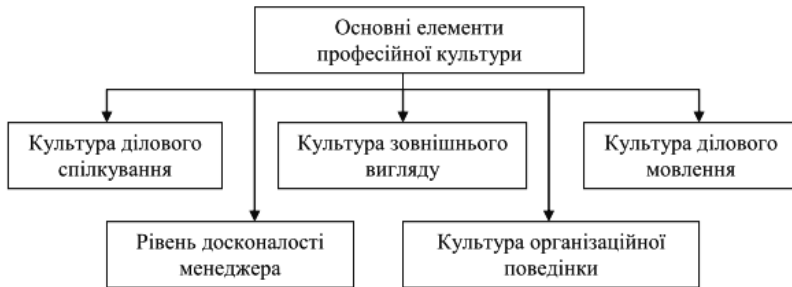 Основні елементи
професійної культури
Культура ділового
спілкування
Культура зовнішнього
вигляду
Культура ділового
мовлення
Рівень досконалості
менеджера
Культура організаційної
поведінки